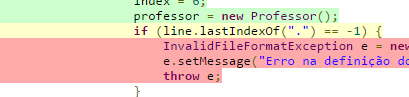 index = 6;
professor = new Professor();
if (line.lastIndexOf(".") == -1) {
InvalidFileFormatException e = new
e.setMessage("Erro na definição do
throw e;
}